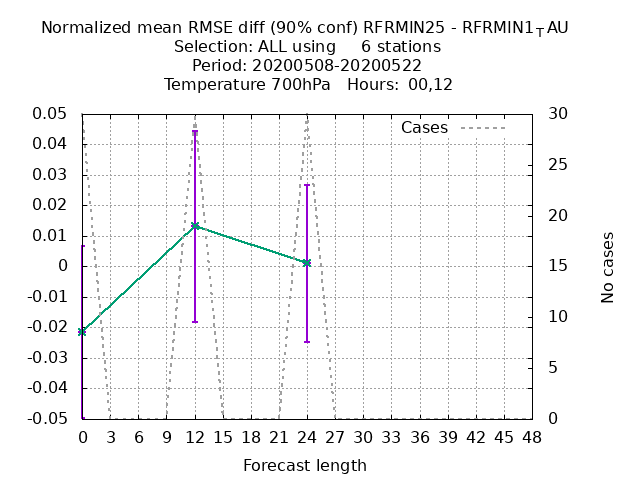 Normalized mean RMSE diff (90% conf) RFRMIN25 - RFRMIN1_TAU
Selection: ALL using     6 stations
Period: 20200508-20200522
Temperature 700hPa   Hours:  00,12
Cases
0.05
0.04
0.03
0.02
0.01
0
-0.01
-0.02
-0.03
-0.04
-0.05
30
25
20
15
10
5
0
No cases
0 3 6 9 12 15 18 21 24 27 30 33 36 39 42 45 48
Forecast length